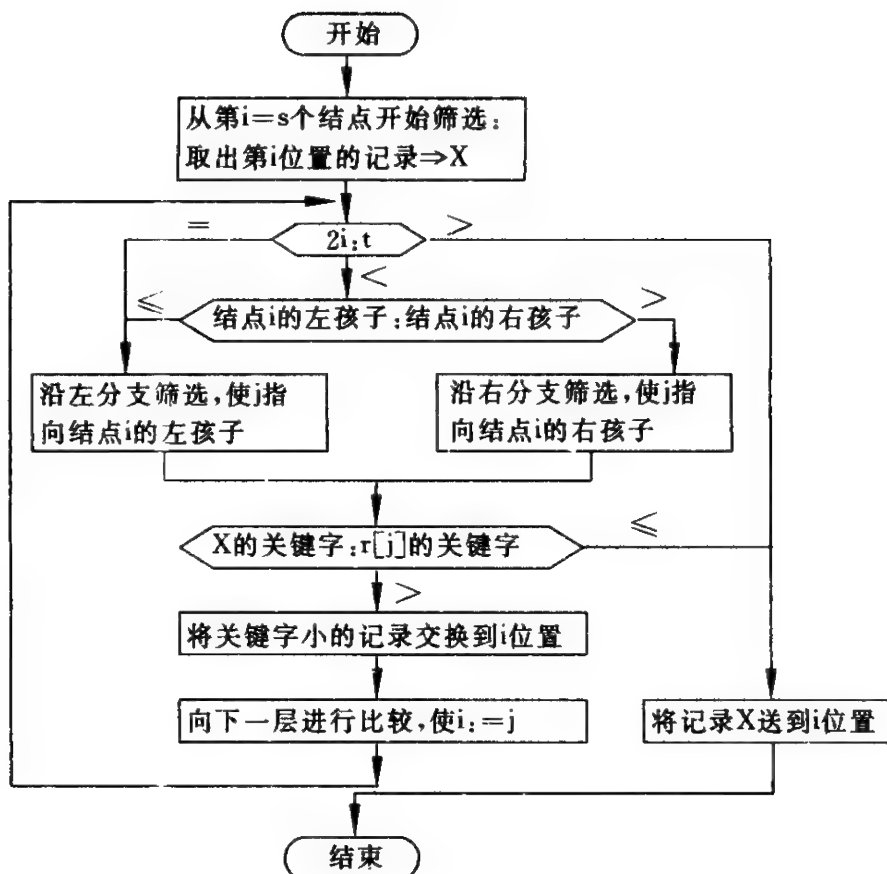 开始
从第i=s个结点开始筛选:
取出第i位置的记录⇒X
=
2i:t
>
<
≤
结点i的左孩子:结点i的右孩子
>
沿左分支筛选,使j指
向结点i的左孩子
沿右分支筛选,使j指
向结点i的右孩子
X的关键字:r[j]的关键字
≤
>
将关键字小的记录交换到i位置
向下一层进行比较,使i:=j
将记录X送到i位置
结束